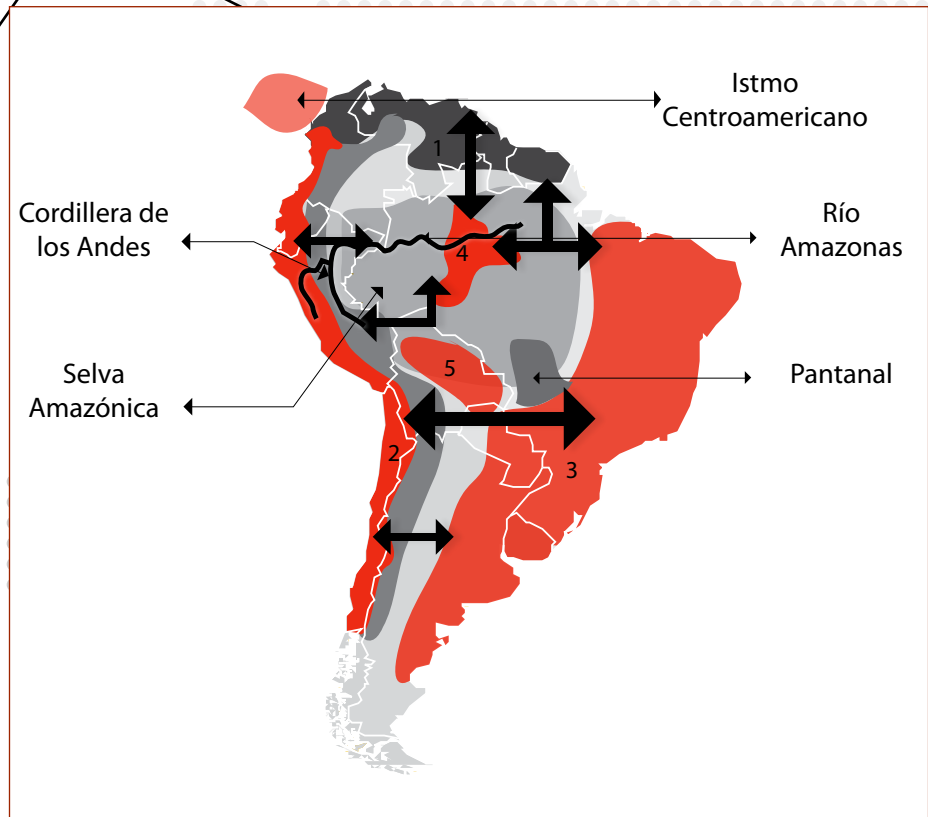 Istmo
Centroamericano
1
Cordillera de
los Andes
Río
Amazonas
4
Selva
Amazónica
5
Pantanal
2
3